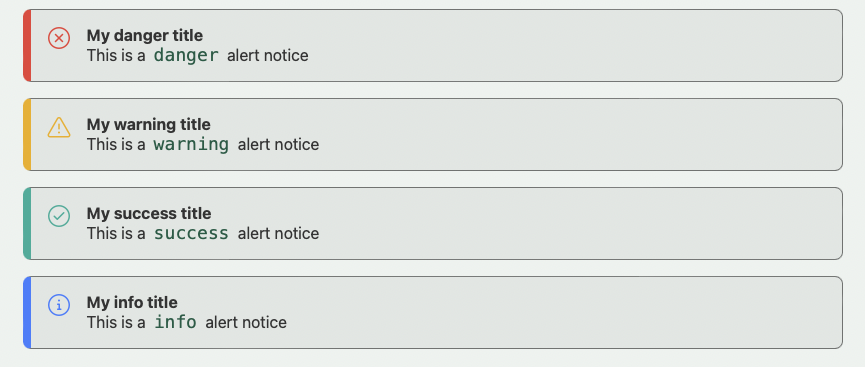 My danger title
This is a danger alert notice
My warning title
This is a warning alert notice
My success title
This is a success alert notice
My info title
This is a info alert notice